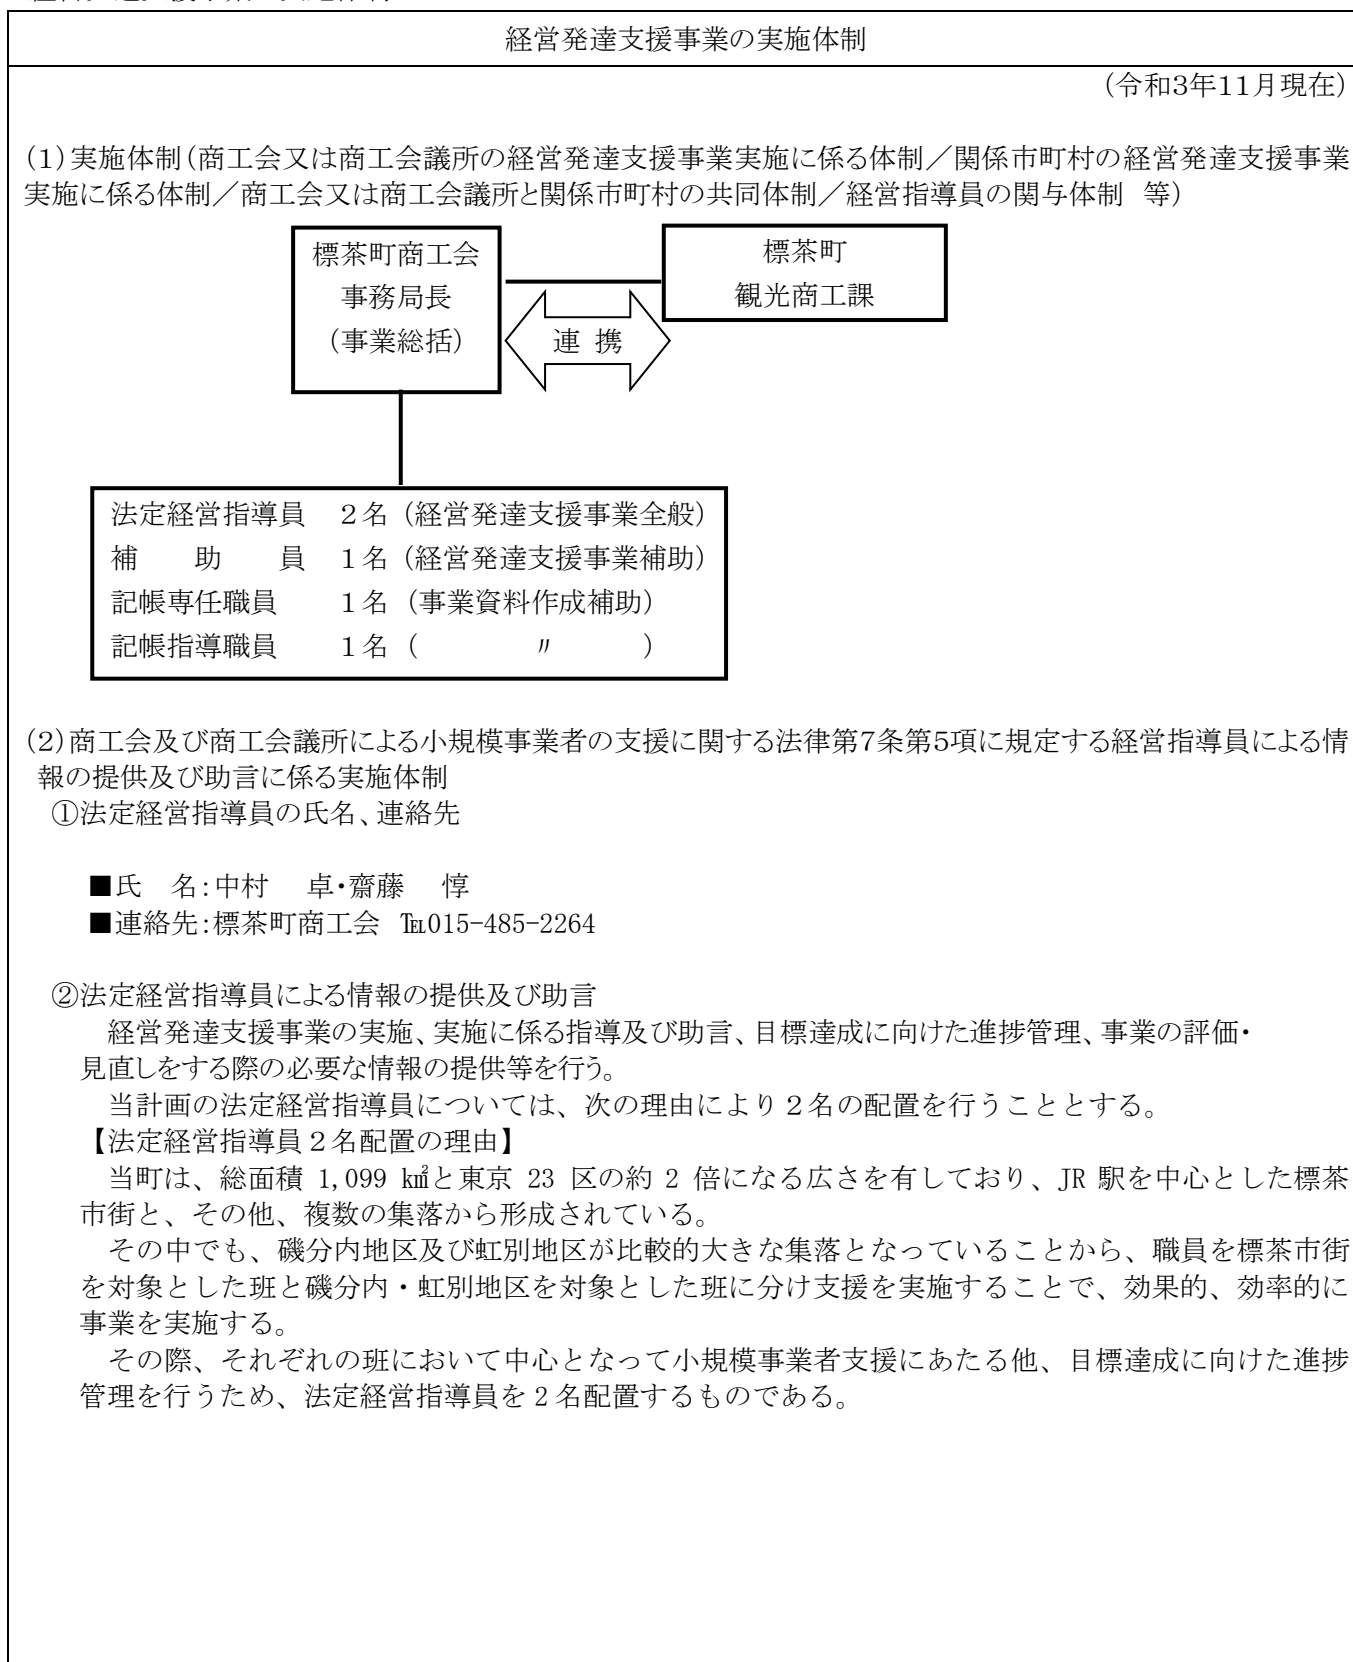 経営発達支援事業の実施体制
(令和3年11月現在)
(1)実施体制(商工会又は商工会議所の経営発達支援事業実施に係る体制／関係市町村の経営発達支援事業
実施に係る体制／商工会又は商工会議所と関係市町村の共同体制／経営指導員の関与体制 等)
標茶町商工会
事務局長
(事業総括)
標茶町
観光商工課
連 携
法定経営指導員 2名(経営発達支援事業全般)
補 助 員 1名(経営発達支援事業補助)
記帳専任職員 1名(事業資料作成補助)
記帳指導職員 1名( 〃 )
(2)商工会及び商工会議所による小規模事業者の支援に関する法律第7条第5項に規定する経営指導員による情
報の提供及び助言に係る実施体制
①法定経営指導員の氏名、連絡先
■氏 名:中村 卓・齋藤 惇
■連絡先:標茶町商工会 ℡015-485-2264
②法定経営指導員による情報の提供及び助言
経営発達支援事業の実施、実施に係る指導及び助言、目標達成に向けた進捗管理、事業の評価・
見直しをする際の必要な情報の提供等を行う。
当計画の法定経営指導員については、次の理由により2名の配置を行うこととする。
【法定経営指導員2名配置の理由】
当町は、総面積 1,099 ㎢と東京 23 区の約 2 倍になる広さを有しており、JR 駅を中心とした標茶
市街と、その他、複数の集落から形成されている。
その中でも、磯分内地区及び虹別地区が比較的大きな集落となっていることから、職員を標茶市街
を対象とした班と磯分内・虹別地区を対象とした班に分け支援を実施することで、効果的、効率的に
事業を実施する。
その際、それぞれの班において中心となって小規模事業者支援にあたる他、目標達成に向けた進捗
管理を行うため、法定経営指導員を2名配置するものである。